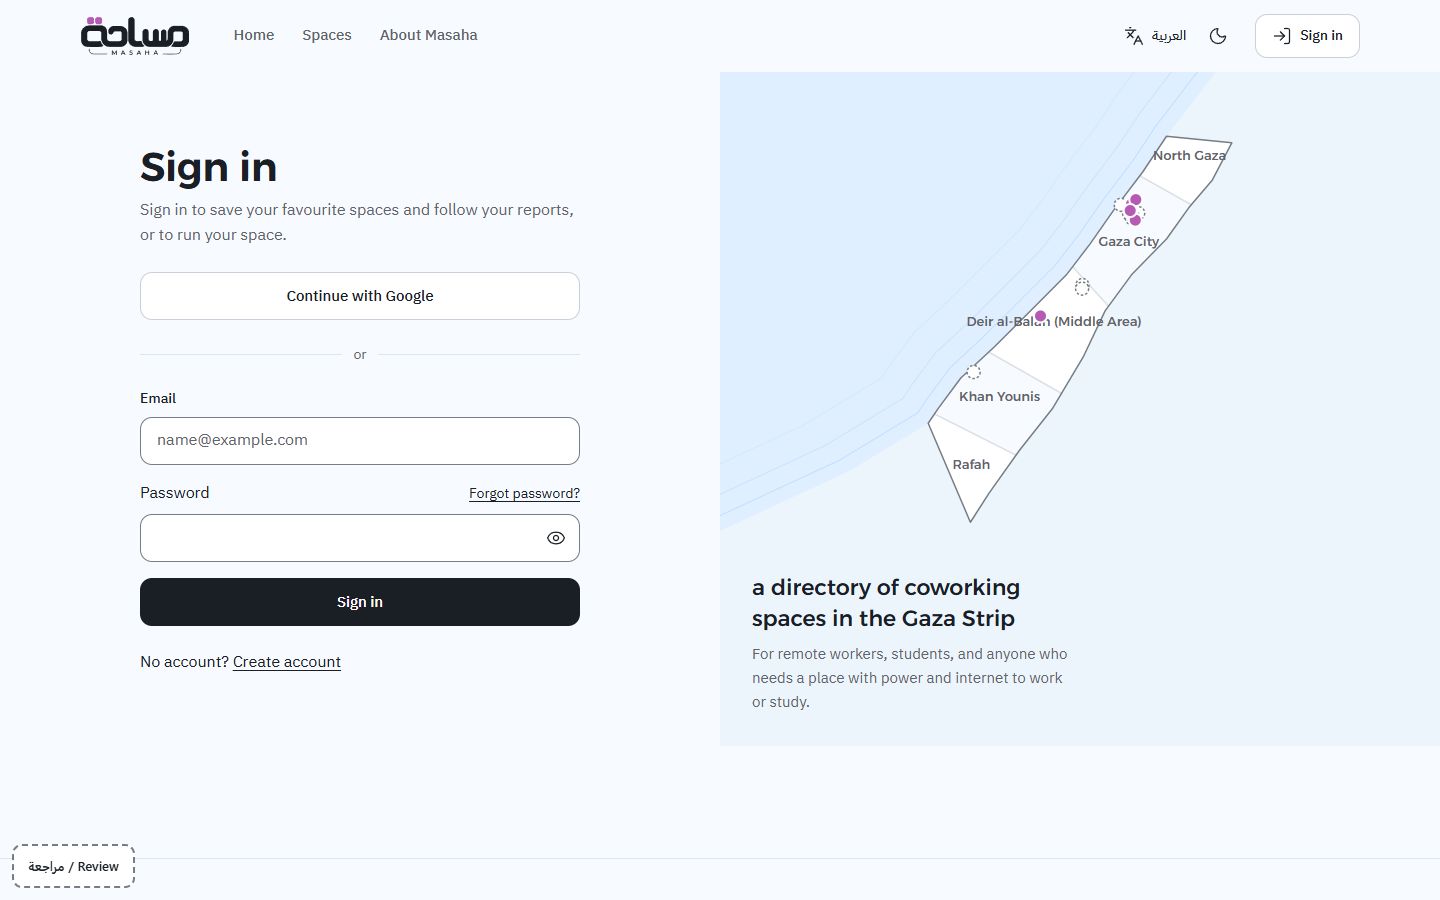 مساحة
MASAHA
Home
Spaces
About Masaha
العربية
Sign in
Sign in
Sign in to save your favourite spaces and follow your reports,
or to run your space.
Continue with Google
or
Email
name@example.com
Password
Forgot password?
Sign in
No account? Create account
North Gaza
Gaza City
Deir al-Balah (Middle Area)
Khan Younis
Rafah
a directory of coworking
spaces in the Gaza Strip
For remote workers, students, and anyone who
needs a place with power and internet to work
or study.
مراجعة / Review